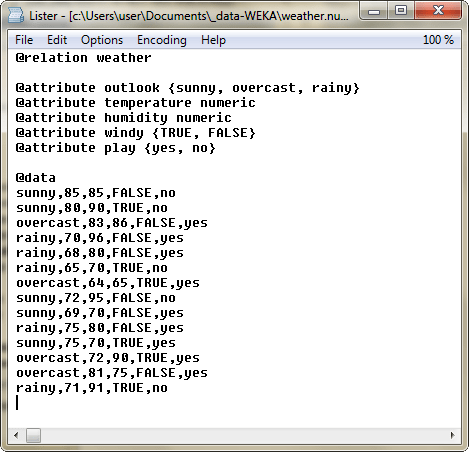 Lister - [c:\Users\user\Documents\_data-WEKA\weather.nu...
File Edit Options Encoding Help 100 %
@relation weather
@attribute outlook {sunny, overcast, rainy}
@attribute temperature numeric
@attribute humidity numeric
@attribute windy {TRUE, FALSE}
@attribute play {yes, no}
@data
sunny,85,85,FALSE,no
sunny,80,90,TRUE,no
overcast,83,86,FALSE,yes
rainy,70,96,FALSE,yes
rainy,68,80,FALSE,yes
rainy,65,70,TRUE,no
overcast,64,65,TRUE,yes
sunny,72,95,FALSE,no
sunny,69,70,FALSE,yes
rainy,75,80,FALSE,yes
sunny,75,70,TRUE,yes
overcast,72,90,TRUE,yes
overcast,81,75,FALSE,yes
rainy,71,91,TRUE,no